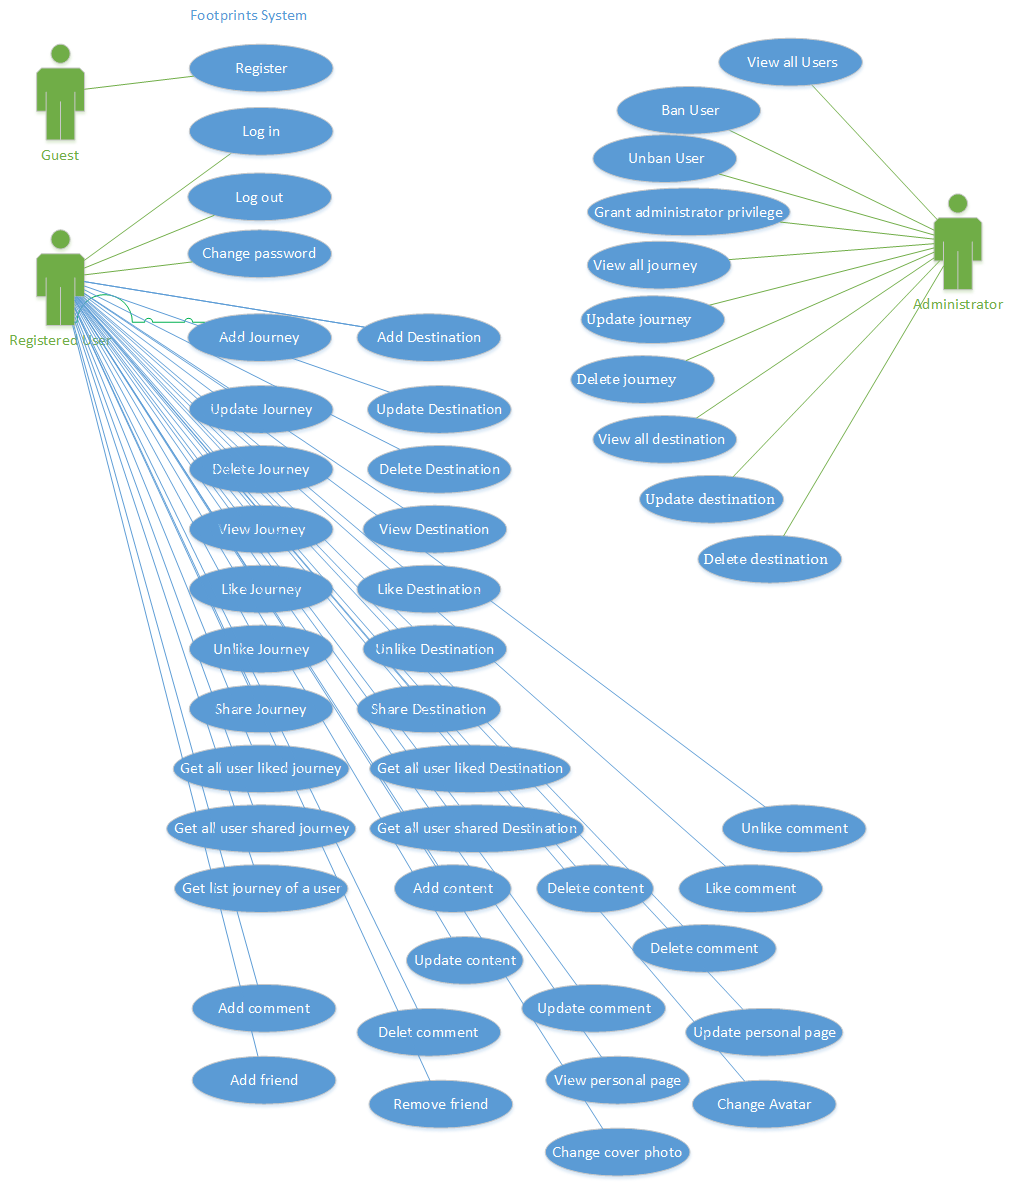 Footprints System
Register
View all Users
Ban User
Log in
Guest
Unban User
Log out
Grant administrator privilege
Change password
View all journey
Administrator
Update journey
Registered User
Add Journey
Add Destination
Delete journey
Update Journey
Update Destination
View all destination
Delete Journey
Delete Destination
Update destination
View Journey
View Destination
Delete destination
Like Journey
Like Destination
Unlike Journey
Unlike Destination
Share Journey
Share Destination
Get all user liked journey
Get all user liked Destination
Get all user shared journey
Get all user shared Destination
Unlike comment
Get list journey of a user
Add content
Delete content
Like comment
Delete comment
Update content
Add comment
Update comment
Delet comment
Update personal page
Add friend
View personal page
Remove friend
Change Avatar
Change cover photo